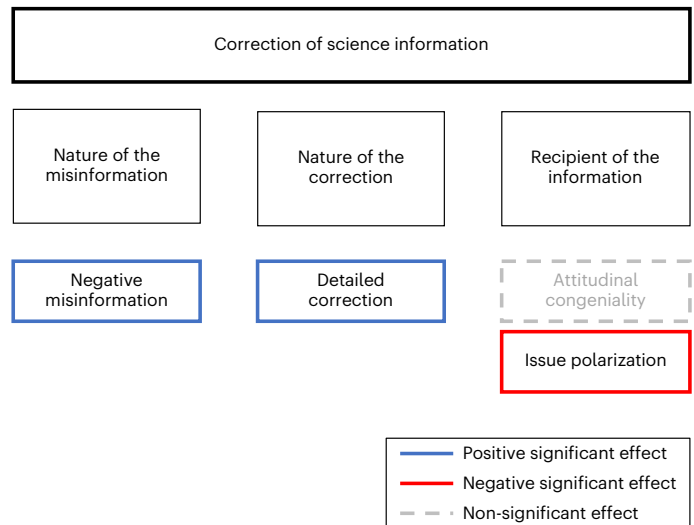 Correction of science information
Nature of the
misinformation
Nature of the
correction
Recipient of the
information
Negative
misinformation
Detailed
correction
Attitudinal
congeniality
Issue polarization
Positive significant effect
Negative significant effect
Non-significant effect